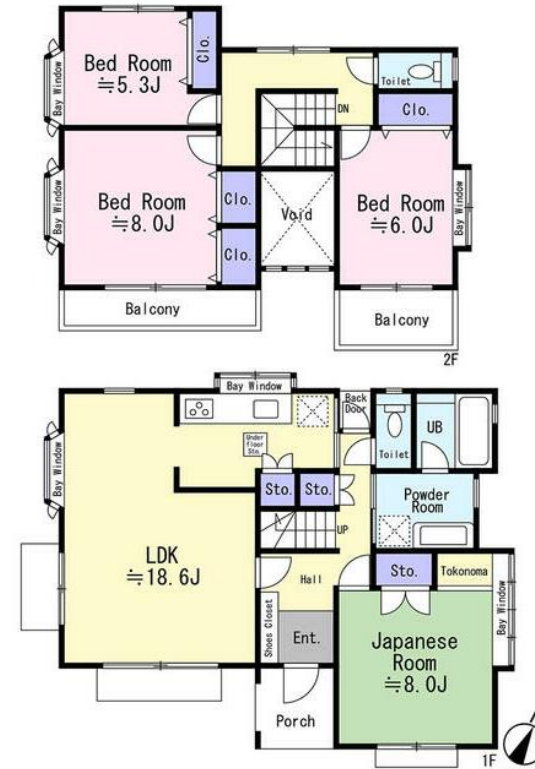 Bed Room
≒5.3J
Clo.
Bay Window
Toilet
DN
Clo.
Bed Room
≒8.0J
Bay Window
Clo.
Clo.
Void
Bed Room
≒6.0J
Bay Window
Balcony
Balcony
2F
Bay Window
Back
Door
Toilet
UB
Under
floor
Sto.
Bay Window
Sto.
Sto.
Powder
Room
UP
LDK
≒18.6J
Hall
Sto.
Tokonoma
Bay Window
Shoes Closet
Ent.
Japanese
Room
≒8.0J
Porch
1F